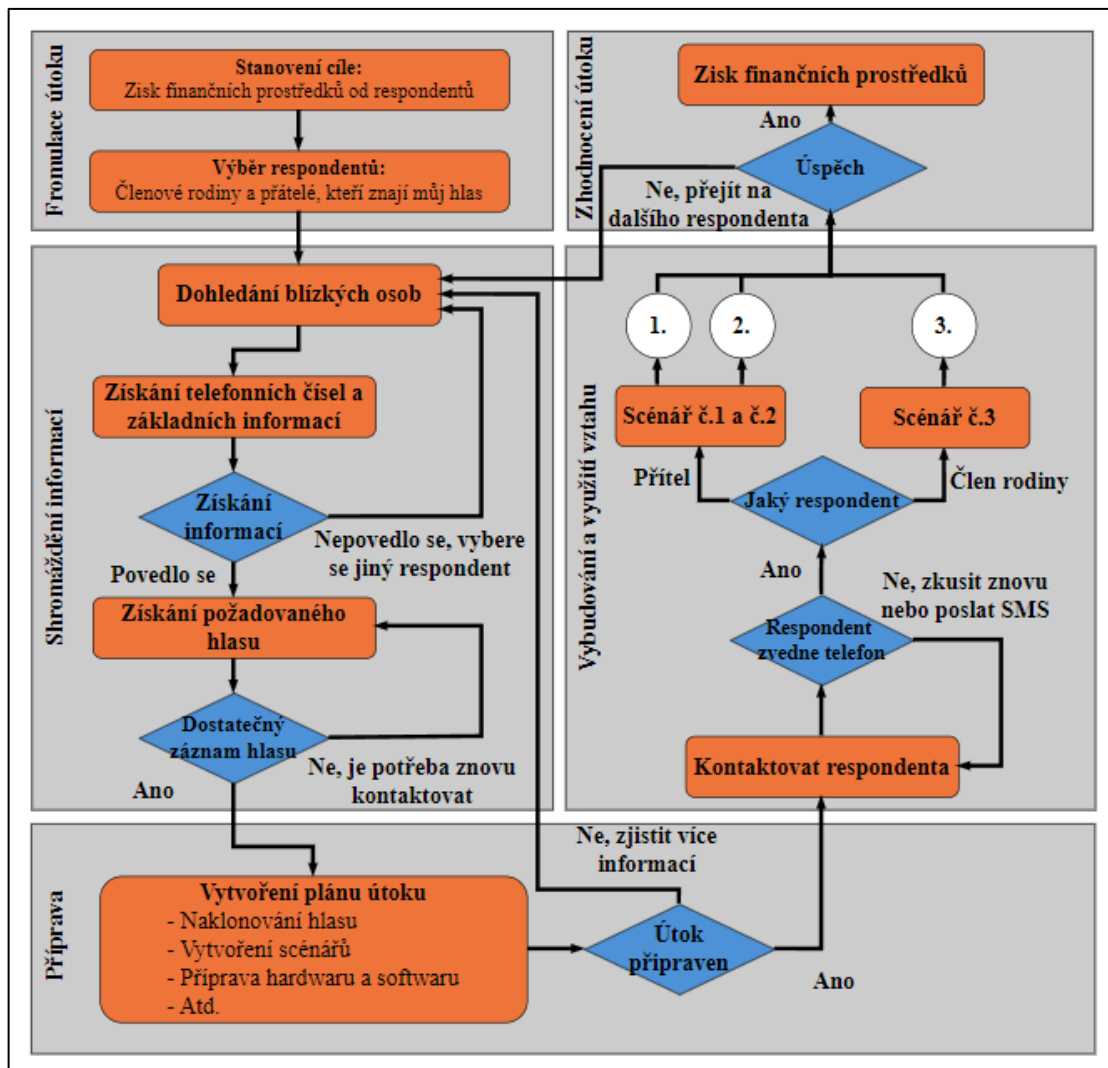 Fromulace útoku
Stanovení cíle:
Zisk finančních prostředků od respondentů
Výběr respondentů:
Členové rodiny a přátelé, kteří znají můj hlas
Shromáždění informací
Dohledání blízkých osob
Získání telefonních čísel a
základních informací
Získání
informací
Nepovedlo se, vybere
se jiný respondent
Povedlo se
Získání požadovaného
hlasu
Dostatečný
záznam hlasu
Ne, je potřeba znovu
kontaktovat
Ano
Příprava
Vytvoření plánu útoku
- Naklonování hlasu
- Vytvoření scénářů
- Příprava hardwaru a softwaru
- Atd.
Ne, zjistit více
informací
Útok
připraven
Ano
Vybudování a využití vztahu
Kontaktovat respondenta
Respondent
zvedne telefon
Ne, zkusit znovu
nebo poslat SMS
Ano
Jaký respondent
Přítel
Člen rodiny
Scénář č.1 a č.2
Scénář č.3
1.
2.
3.
Zhodnocení útoku
Úspěch
Ne, přejít na
dalšího respondenta
Ano
Zisk finančních prostředků